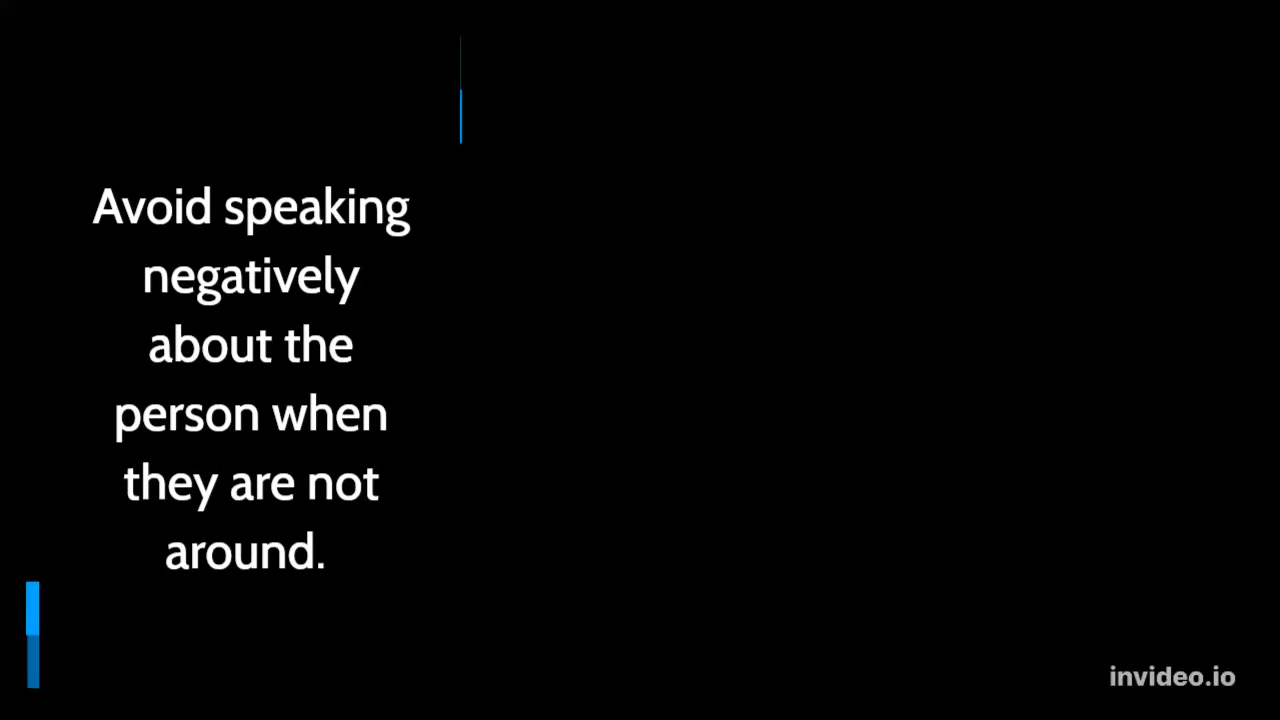 Avoid speaking
negatively
about the
person when
they are not
around.
invideo.io